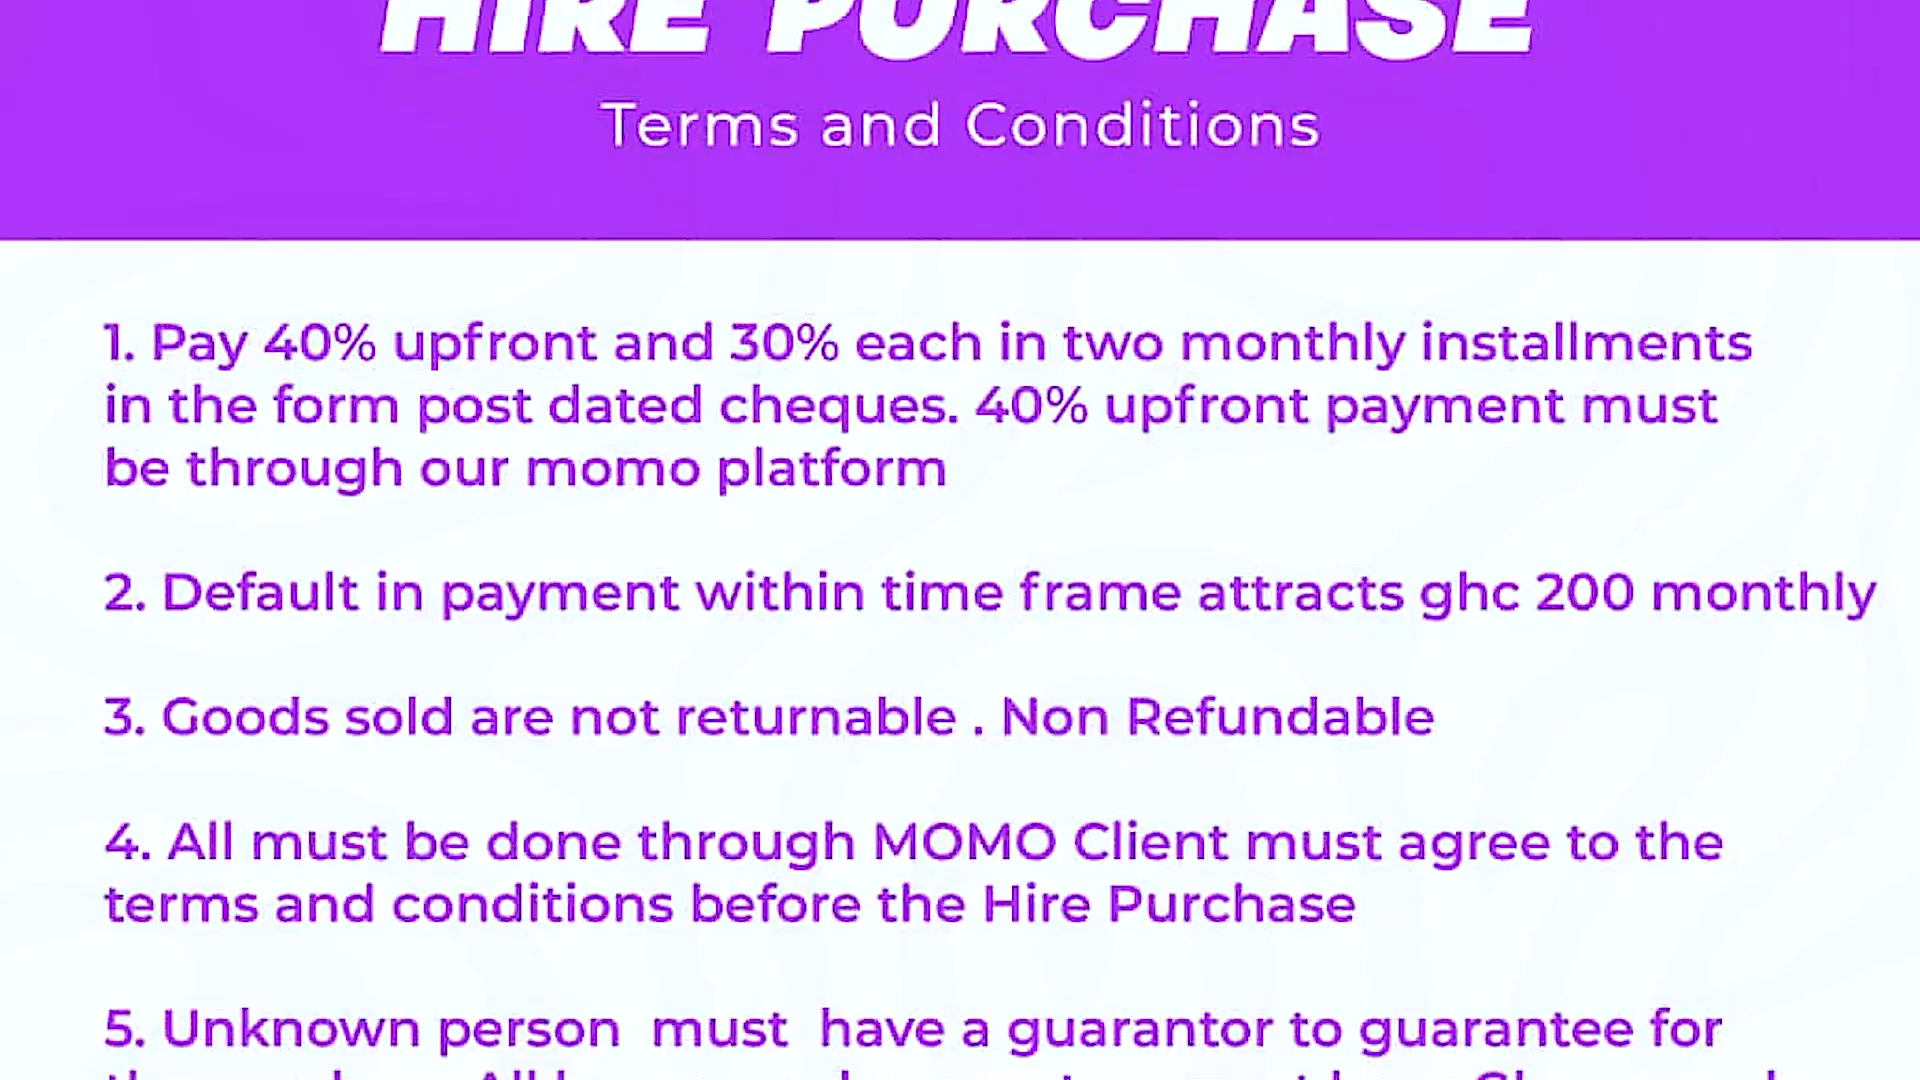 HIRE PURCHASE
Terms and Conditions
1. Pay 40% upfront and 30% each in two monthly installments
in the form post dated cheques. 40% upfront payment must
be through our momo platform
2. Default in payment within time frame attracts ghc 200 monthly
3. Goods sold are not returnable . Non Refundable
4. All must be done through MOMO Client must agree to the
terms and conditions before the Hire Purchase
5. Unknown person  must  have a guarantor to guarantee for